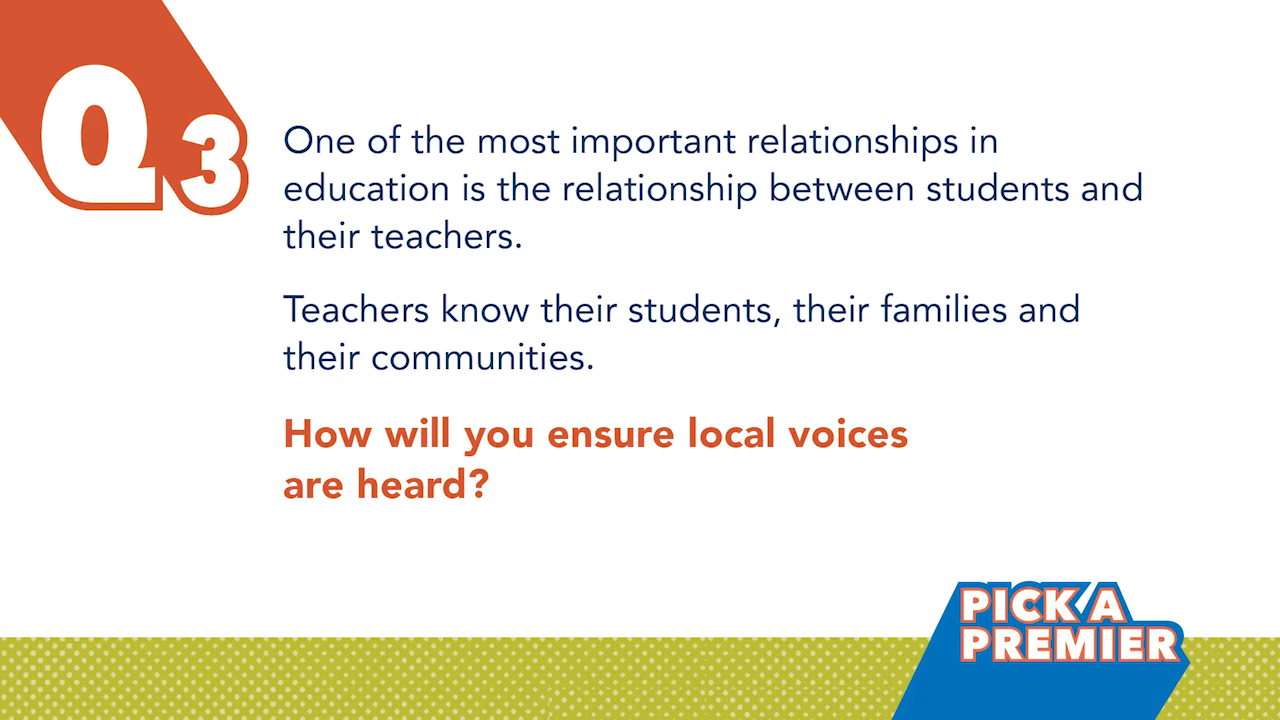 Q3
One of the most important relationships in
education is the relationship between students and
their teachers.
Teachers know their students, their families and
their communities.
How will you ensure local voices
are heard?
PICK A
PREMIER